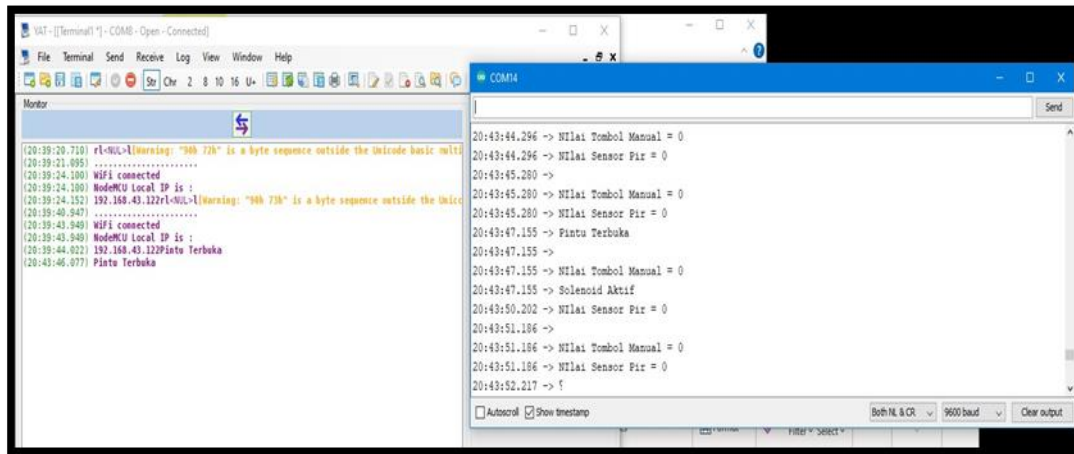 YAT - [[Terminal1 *] - COM8 - Open - Connected]
File Terminal Send Receive Log View Window Help
Str Chr 2 8 10 16 U+
Monitor
(20:39:20.710) rl<NUL>l[Warning: "90h 72h" is a byte sequence outside the Unicode basic multi
(20:39:21.095) ......................
(20:39:24.100) WiFi connected
(20:39:24.100) NodeMCU Local IP is :
(20:39:24.152) 192.168.43.122rl<NUL>l[Warning: "90h 73h" is a byte sequence outside the Unico
(20:39:40.947) ......................
(20:39:43.949) WiFi connected
(20:39:43.949) NodeMCU Local IP is :
(20:39:44.022) 192.168.43.122Pintu Terbuka
(20:43:46.077) Pintu Terbuka
COM14
Send
20:43:44.296 -> NIlai Tombol Manual = 0
20:43:44.296 -> NIlai Sensor Pir = 0
20:43:45.280 ->
20:43:45.280 -> NIlai Tombol Manual = 0
20:43:45.280 -> NIlai Sensor Pir = 0
20:43:47.155 -> Pintu Terbuka
20:43:47.155 ->
20:43:47.155 -> NIlai Tombol Manual = 0
20:43:47.155 -> Solenoid Aktif
20:43:50.202 -> NIlai Sensor Pir = 0
20:43:51.186 ->
20:43:51.186 -> NIlai Tombol Manual = 0
20:43:51.186 -> NIlai Sensor Pir = 0
20:43:52.217 -> ⸮
Autoscroll Show timestamp Both NL & CR 9600 baud Clear output
Filter Select